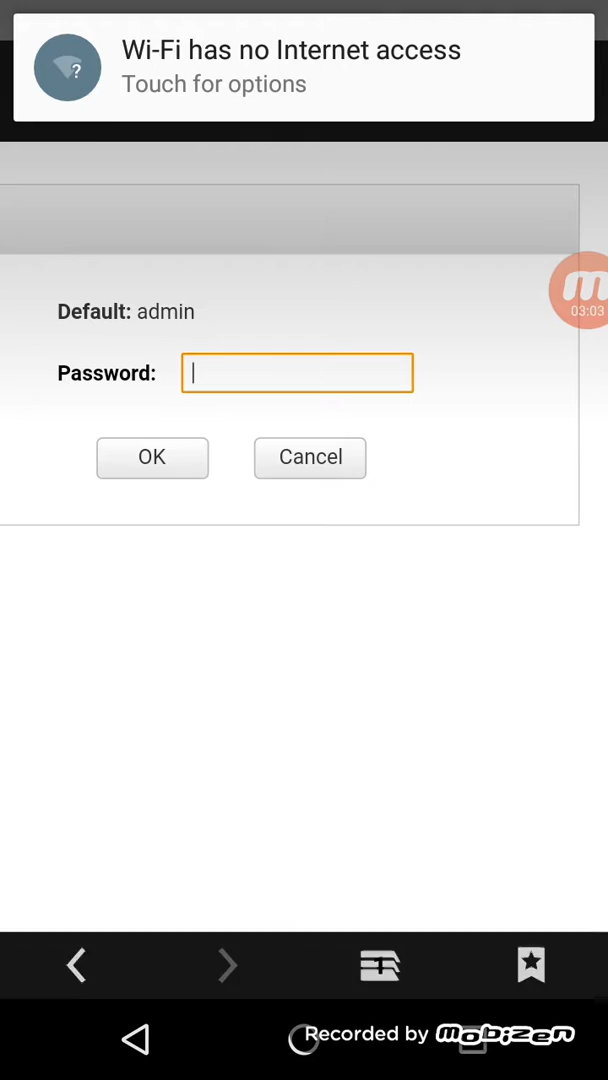 Wi-Fi has no Internet access
?
Touch for options
Default: admin
m
03:03
Password:
OK
Cancel
1
Recorded by mobizen